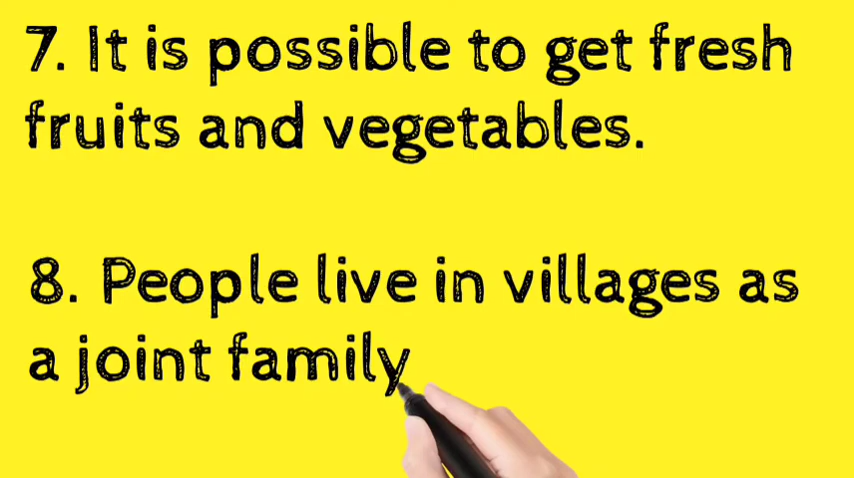 7. It is possible to get fresh
fruits and vegetables.
8. People live in villages as
a joint family